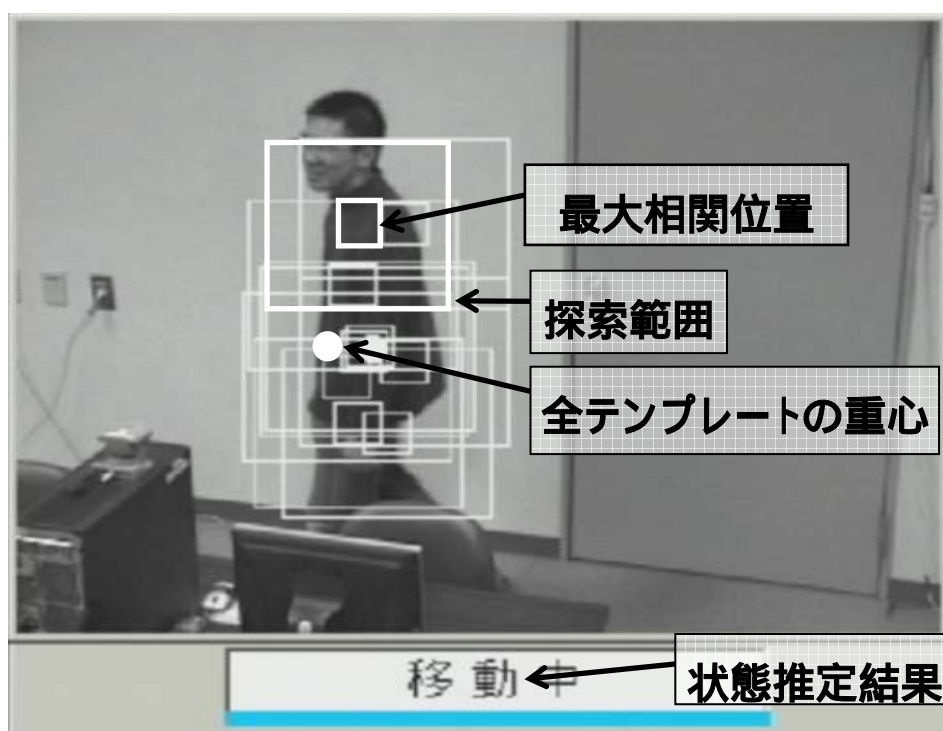 最大相関位置
探索範囲
全テンプレートの重心
移動中
状態推定結果